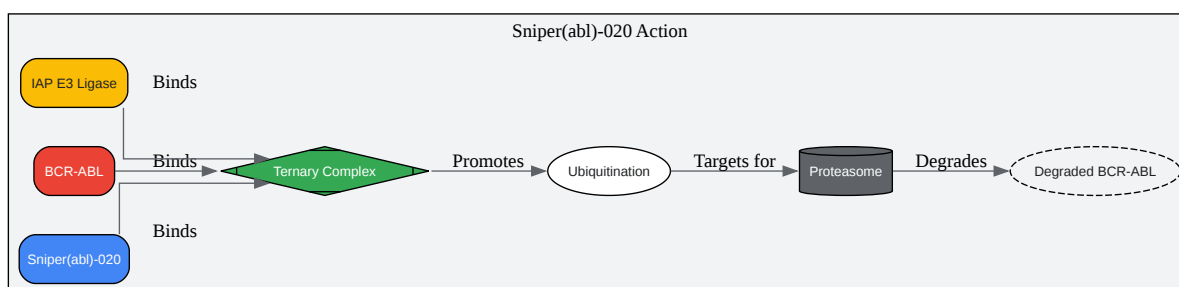 Sniper(abl)-020 Action
IAP E3 Ligase
Binds
BCR-ABL
Binds
Ternary Complex
Promotes
Ubiquitination
Targets for
Proteasome
Degrades
Degraded BCR-ABL
Binds
Sniper(abl)-020